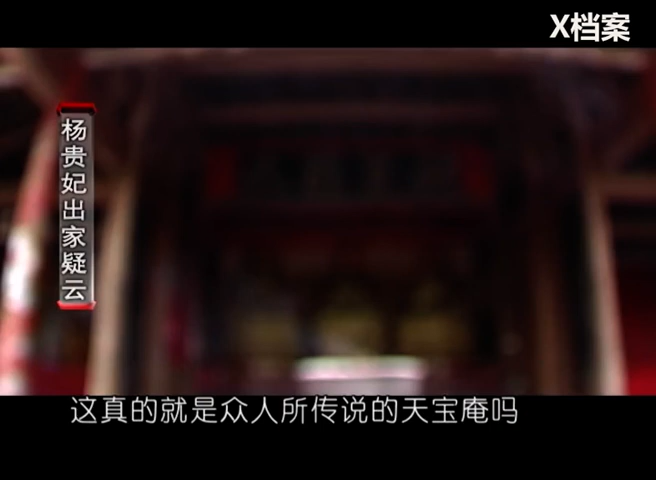 X档案
杨贵妃出家疑云
这真的就是众人所传说的天宝庵吗